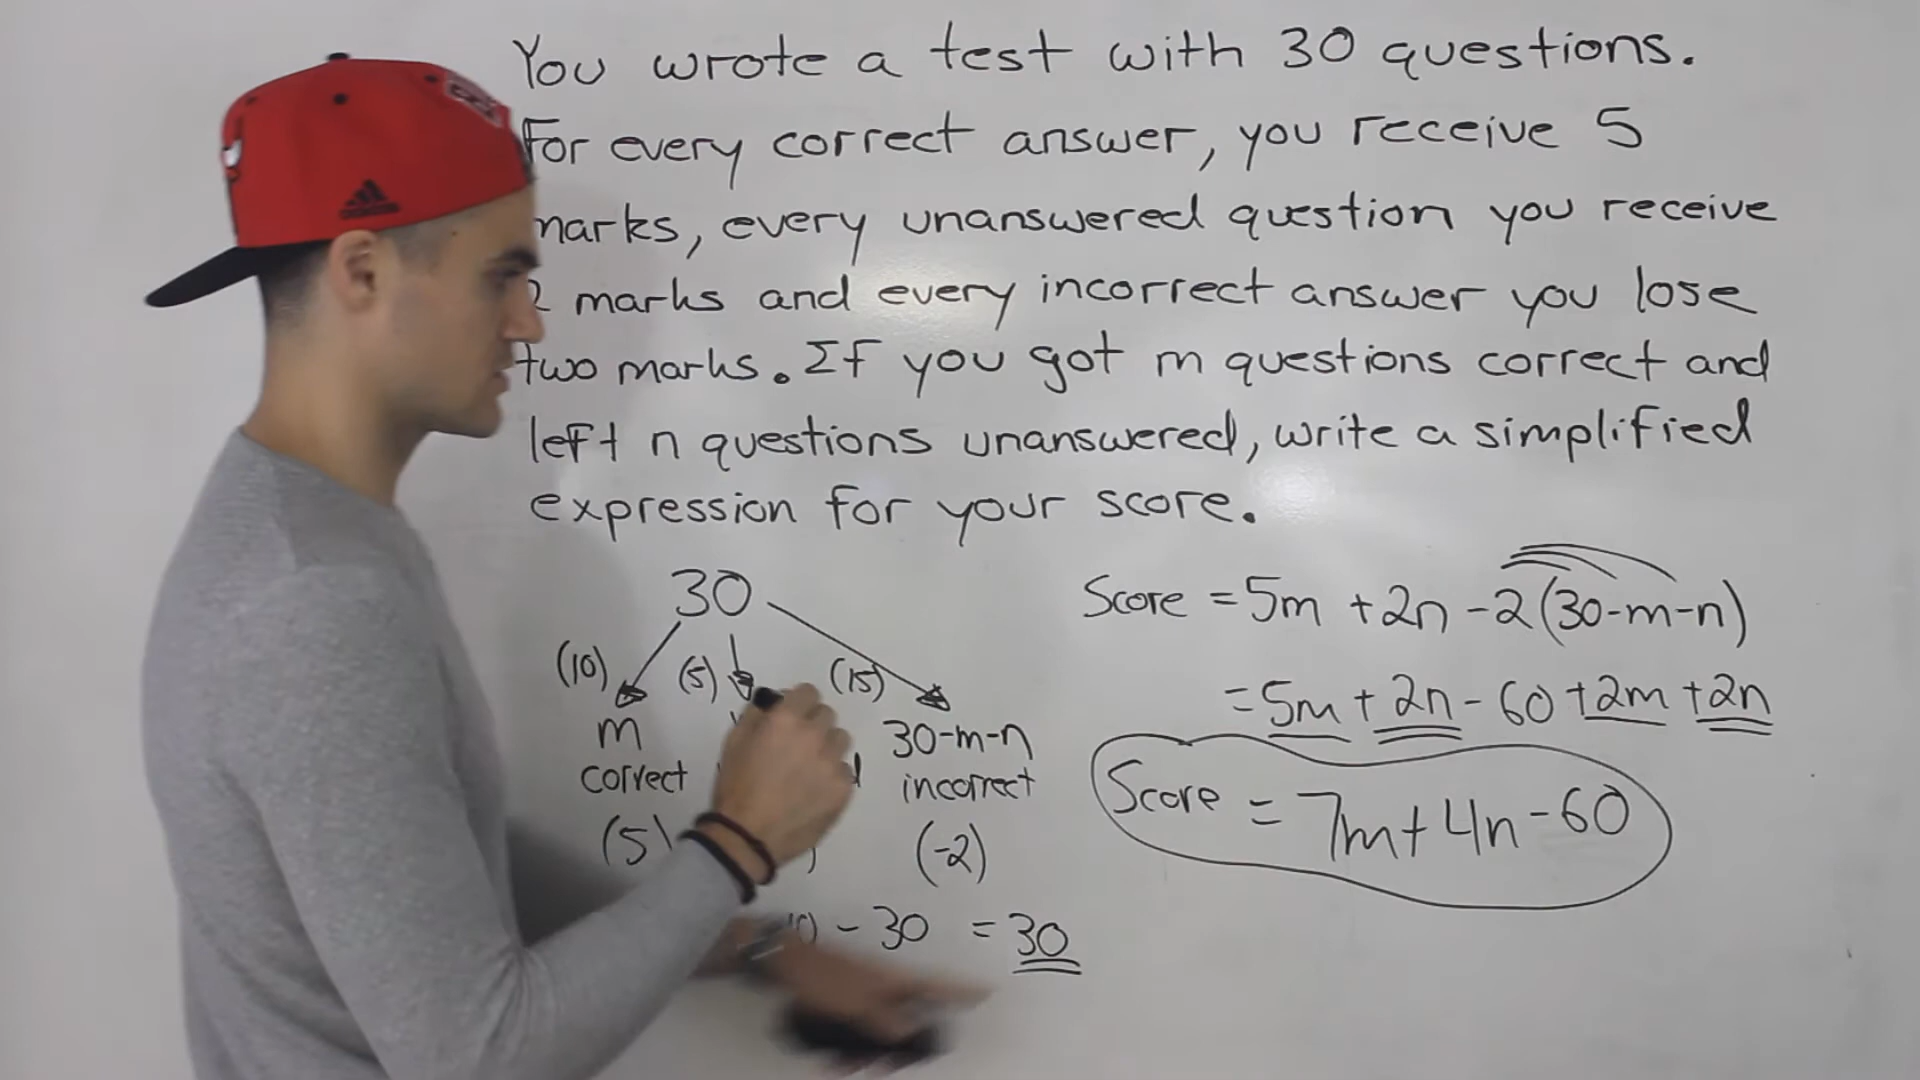 You wrote a test with 30 questions.
For every correct answer, you receive 5
marks, every unanswered question you receive
2 marks and every incorrect answer you lose
two marks. If you got m questions correct and
left n questions unanswered, write a simplified
expression for your score.
30
(10) (5) (15)
m 30-m-n
correct incorrect
(5) (-2)
- 30 = 30
Score = 5m + 2n - 2(30-m-n)
= 5m + 2n - 60 + 2m + 2n
Score = 7m + 4n - 60